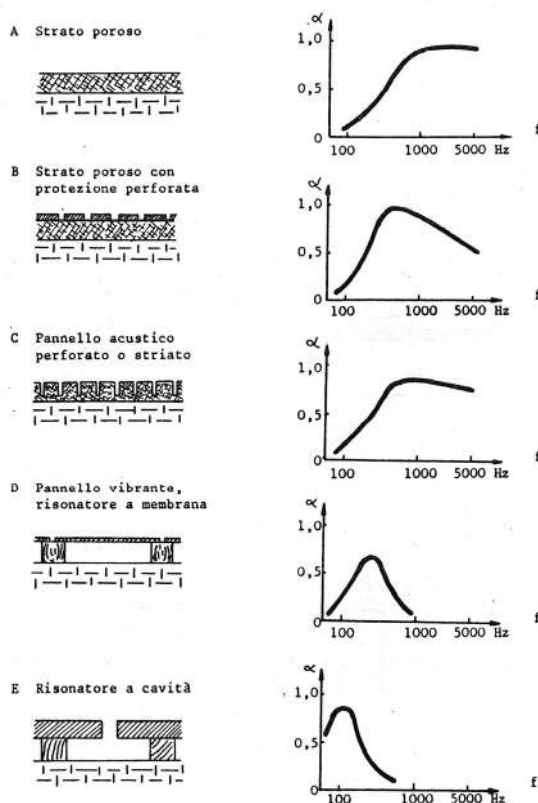 A Strato poroso
α
1,0
0,5
0
100 1000 5000 Hz f
B Strato poroso con
protezione perforata
α
1,0
0,5
0
100 1000 5000 Hz f
C Pannello acustico
perforato o striato
α
1,0
0,5
0
100 1000 5000 Hz f
D Pannello vibrante,
risonatore a membrana
α
1,0
0,5
0
100 1000 5000 Hz f
E Risonatore a cavità
α
1,0
0,5
0
100 1000 5000 Hz f